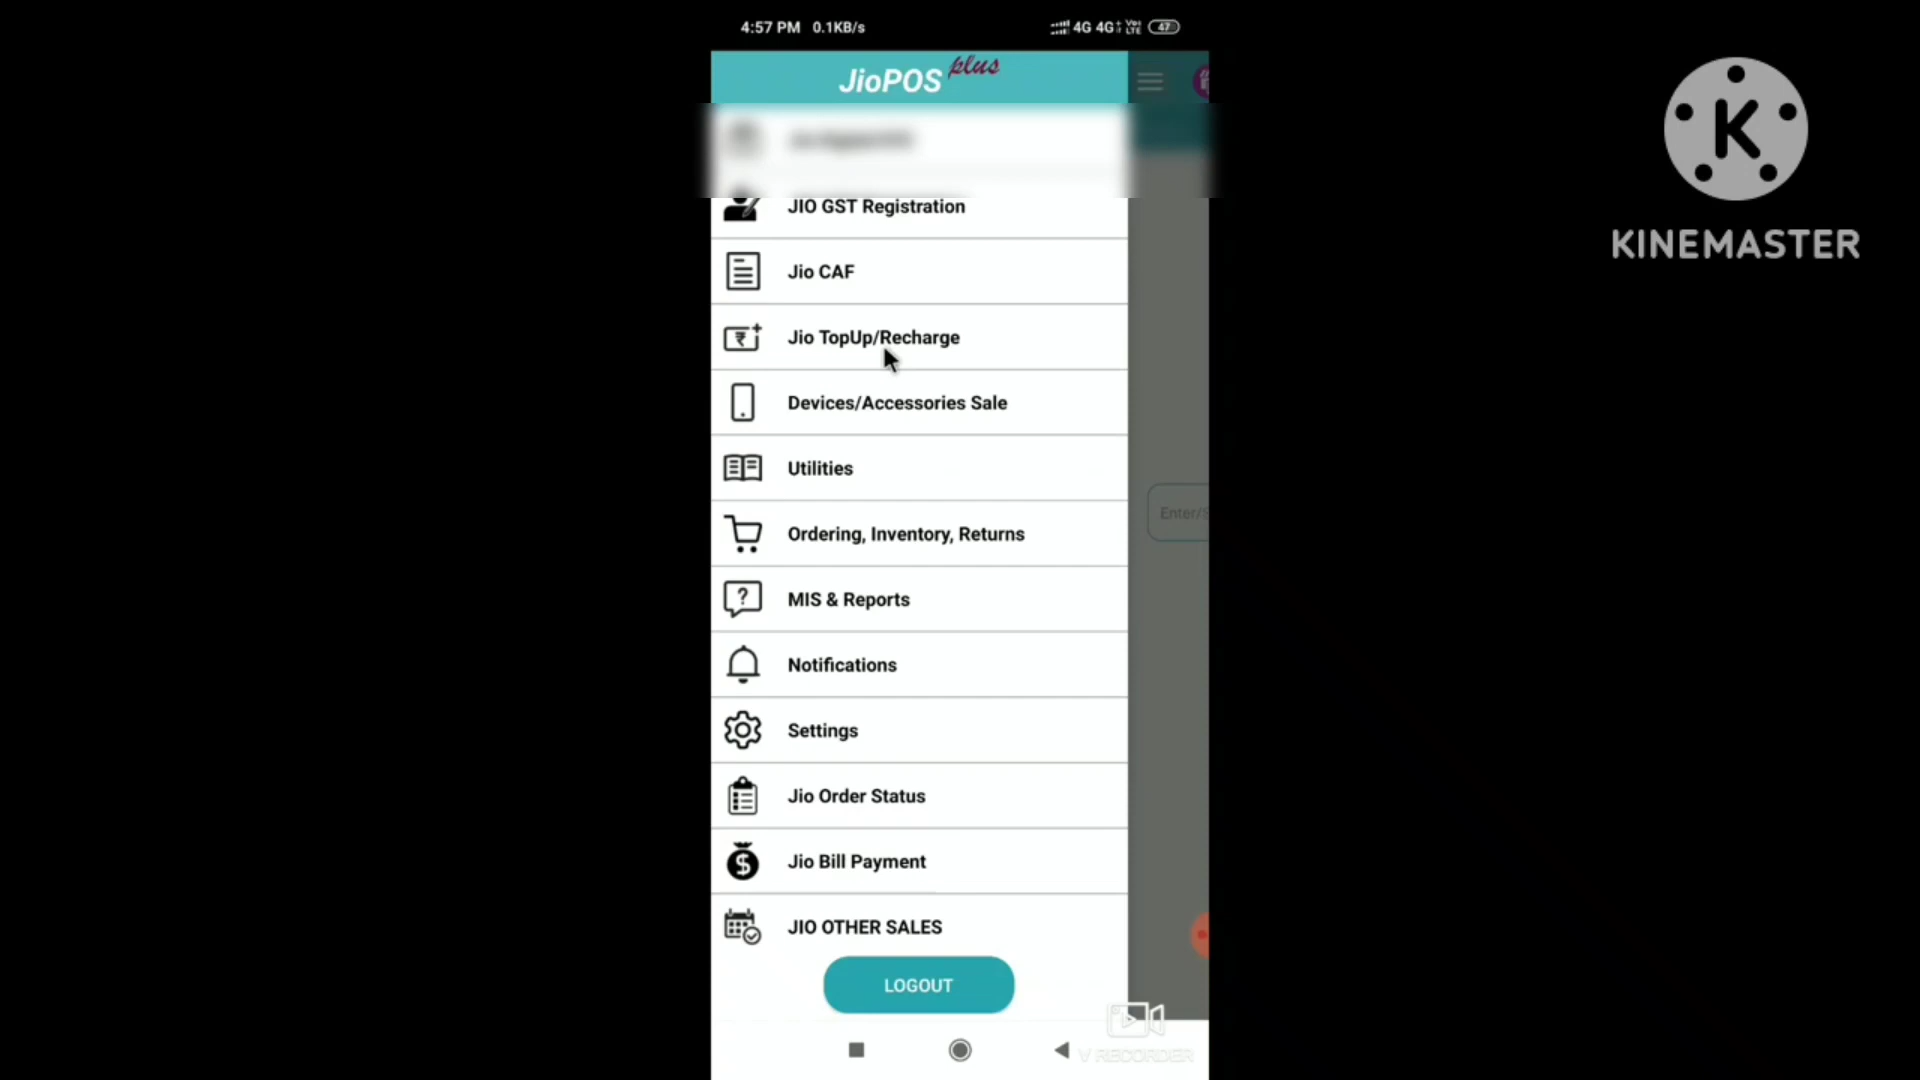 4:57 PM 0.1KB/s 4G 4G+ VoLTE 47
JioPOS plus
JIO GST Registration
Jio CAF
Jio TopUp/Recharge
Devices/Accessories Sale
Utilities
Enter/S
Ordering, Inventory, Returns
MIS & Reports
Notifications
Settings
Jio Order Status
Jio Bill Payment
JIO OTHER SALES
LOGOUT
V RECORDER
K
KINEMASTER